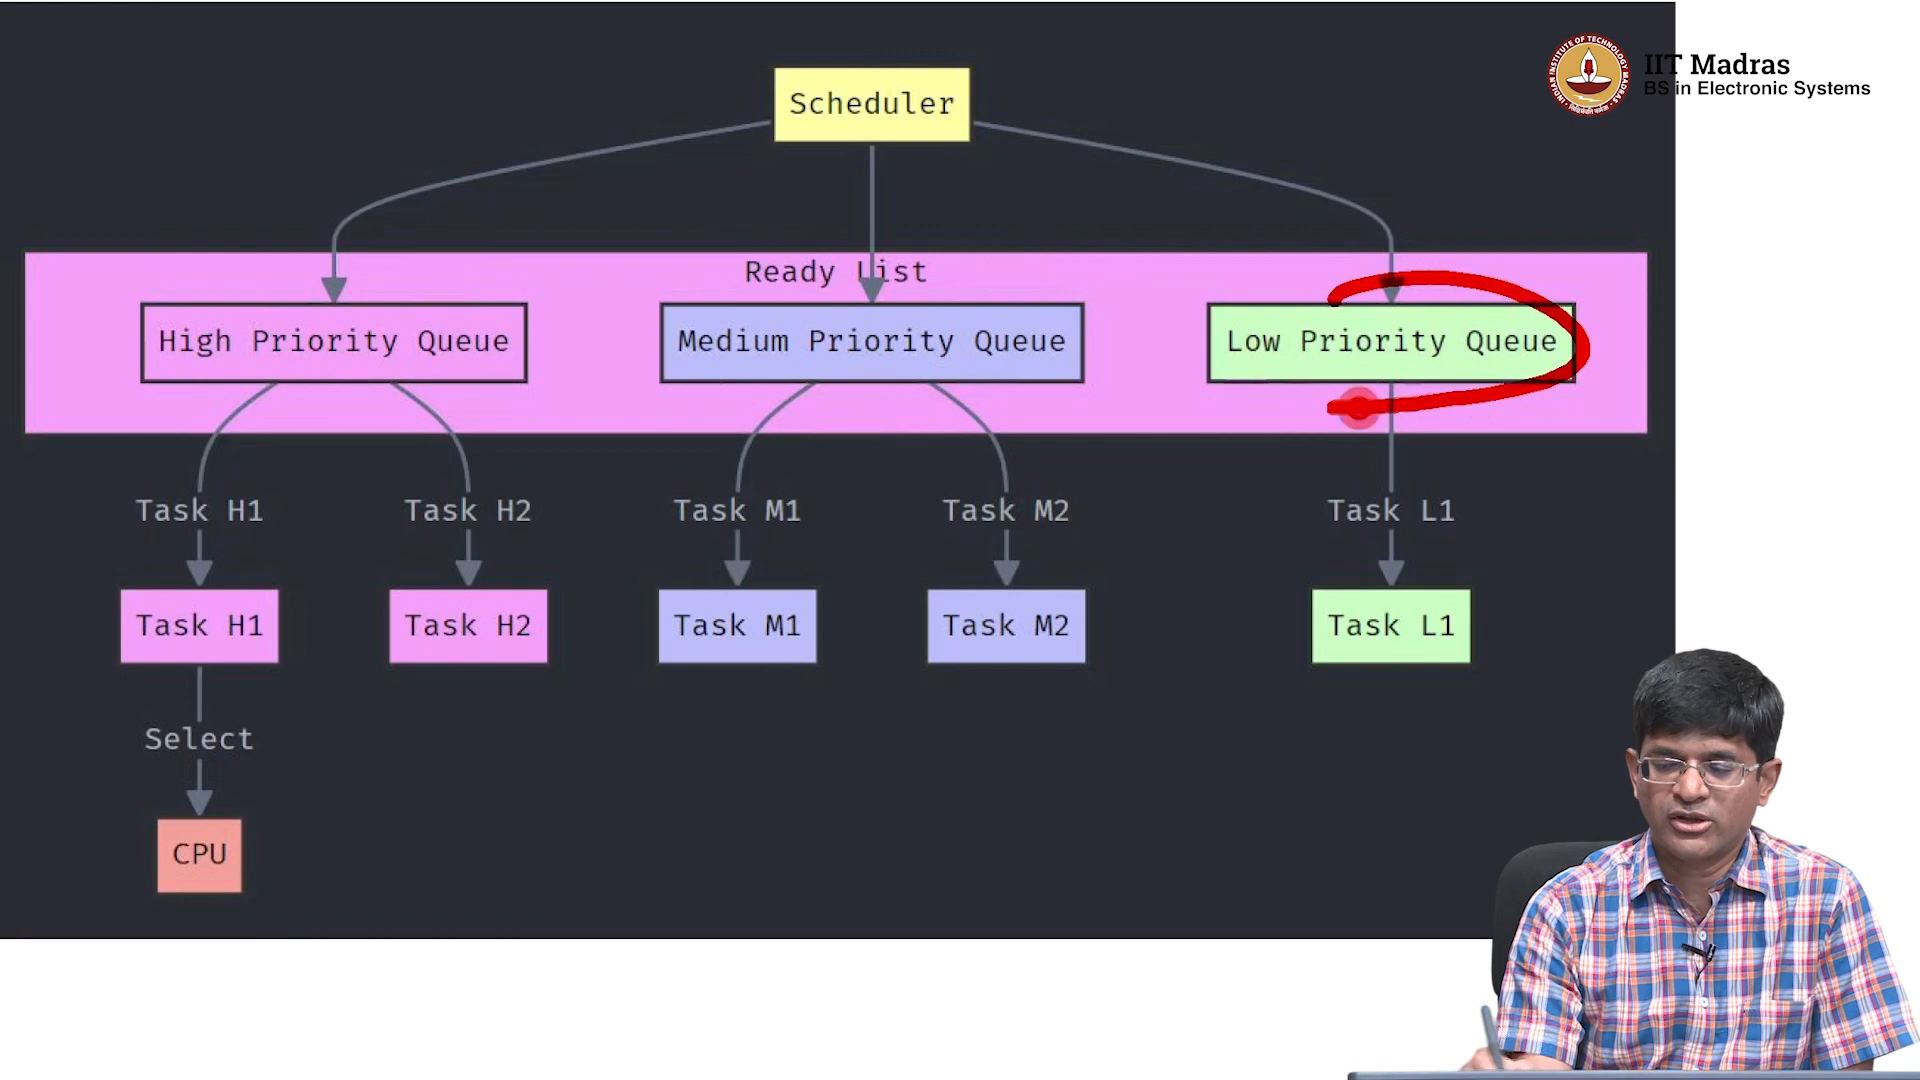 IIT Madras
BS in Electronic Systems
Scheduler
Ready List
High Priority Queue
Medium Priority Queue
Low Priority Queue
Task H1
Task H2
Task M1
Task M2
Task L1
Task H1
Task H2
Task M1
Task M2
Task L1
Select
CPU